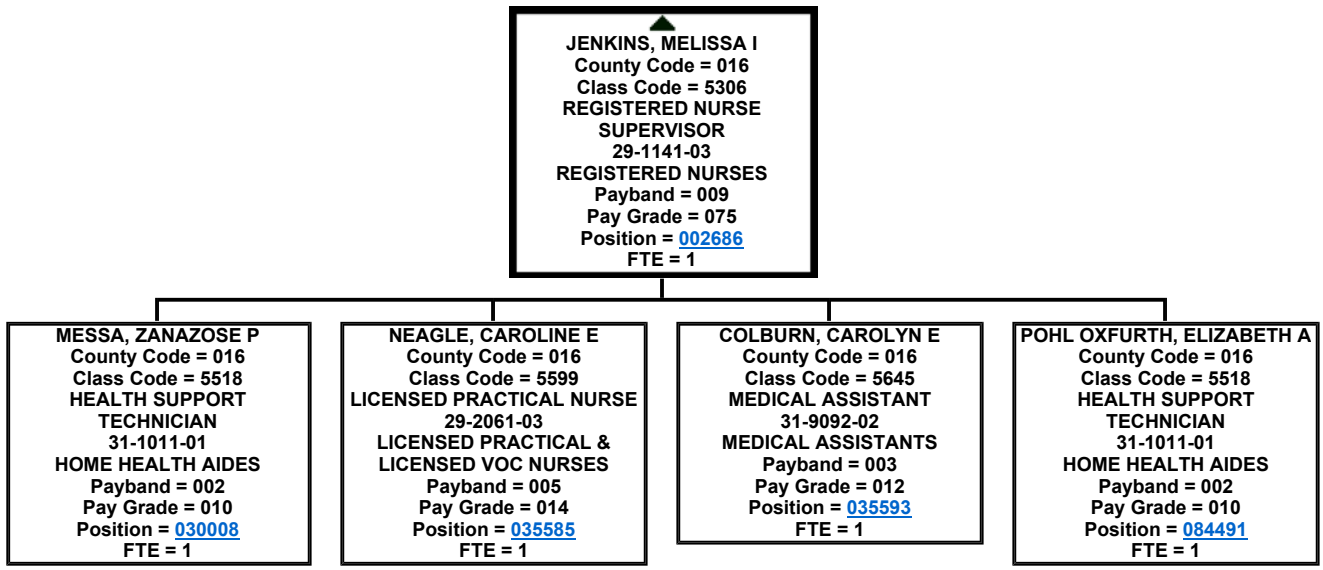 JENKINS, MELISSA I
County Code = 016
Class Code = 5306
REGISTERED NURSE
SUPERVISOR
29-1141-03
REGISTERED NURSES
Payband = 009
Pay Grade = 075
Position = 002686
FTE = 1
MESSA, ZANAZOSE P
County Code = 016
Class Code = 5518
HEALTH SUPPORT
TECHNICIAN
31-1011-01
HOME HEALTH AIDES
Payband = 002
Pay Grade = 010
Position = 030008
FTE = 1
NEAGLE, CAROLINE E
County Code = 016
Class Code = 5599
LICENSED PRACTICAL NURSE
29-2061-03
LICENSED PRACTICAL &
LICENSED VOC NURSES
Payband = 005
Pay Grade = 014
Position = 035585
FTE = 1
COLBURN, CAROLYN E
County Code = 016
Class Code = 5645
MEDICAL ASSISTANT
31-9092-02
MEDICAL ASSISTANTS
Payband = 003
Pay Grade = 012
Position = 035593
FTE = 1
POHL OXFURTH, ELIZABETH A
County Code = 016
Class Code = 5518
HEALTH SUPPORT
TECHNICIAN
31-1011-01
HOME HEALTH AIDES
Payband = 002
Pay Grade = 010
Position = 084491
FTE = 1